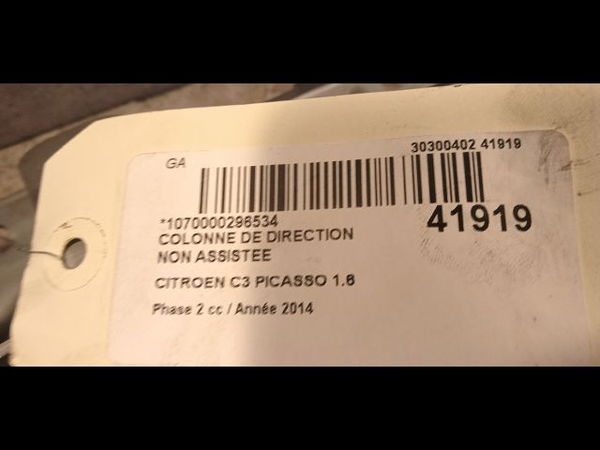 GA
30300402 41919
*1070000296534
41919
COLONNE DE DIRECTION
NON ASSISTEE
CITROEN C3 PICASSO 1.6
Phase 2 cc / Année 2014